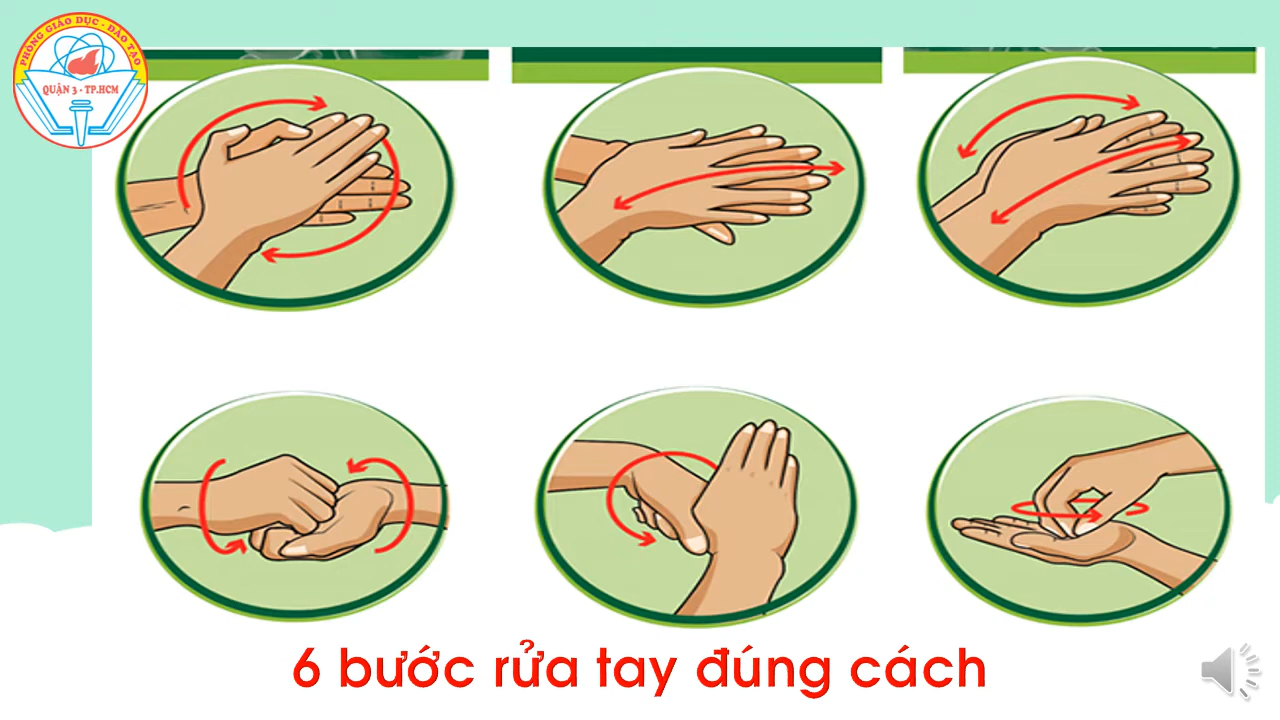 PHÒNG GIÁO DỤC - ĐÀO TẠO
QUẬN 3 - TP.HCM
6 bước rửa tay đúng cách